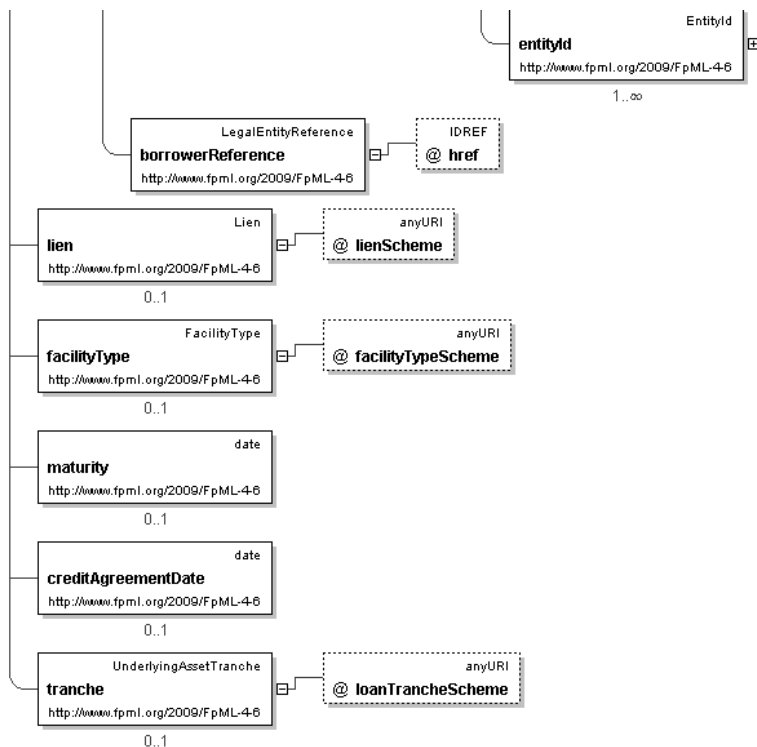 EntityId
entityId
http://www.fpml.org/2009/FpML-4-6
1..∞
LegalEntityReference
borrowerReference
http://www.fpml.org/2009/FpML-4-6
IDREF
@ href
Lien
lien
http://www.fpml.org/2009/FpML-4-6
0..1
anyURI
@ lienScheme
FacilityType
facilityType
http://www.fpml.org/2009/FpML-4-6
0..1
anyURI
@ facilityTypeScheme
date
maturity
http://www.fpml.org/2009/FpML-4-6
0..1
date
creditAgreementDate
http://www.fpml.org/2009/FpML-4-6
0..1
UnderlyingAssetTranche
tranche
http://www.fpml.org/2009/FpML-4-6
0..1
anyURI
@ loanTrancheScheme